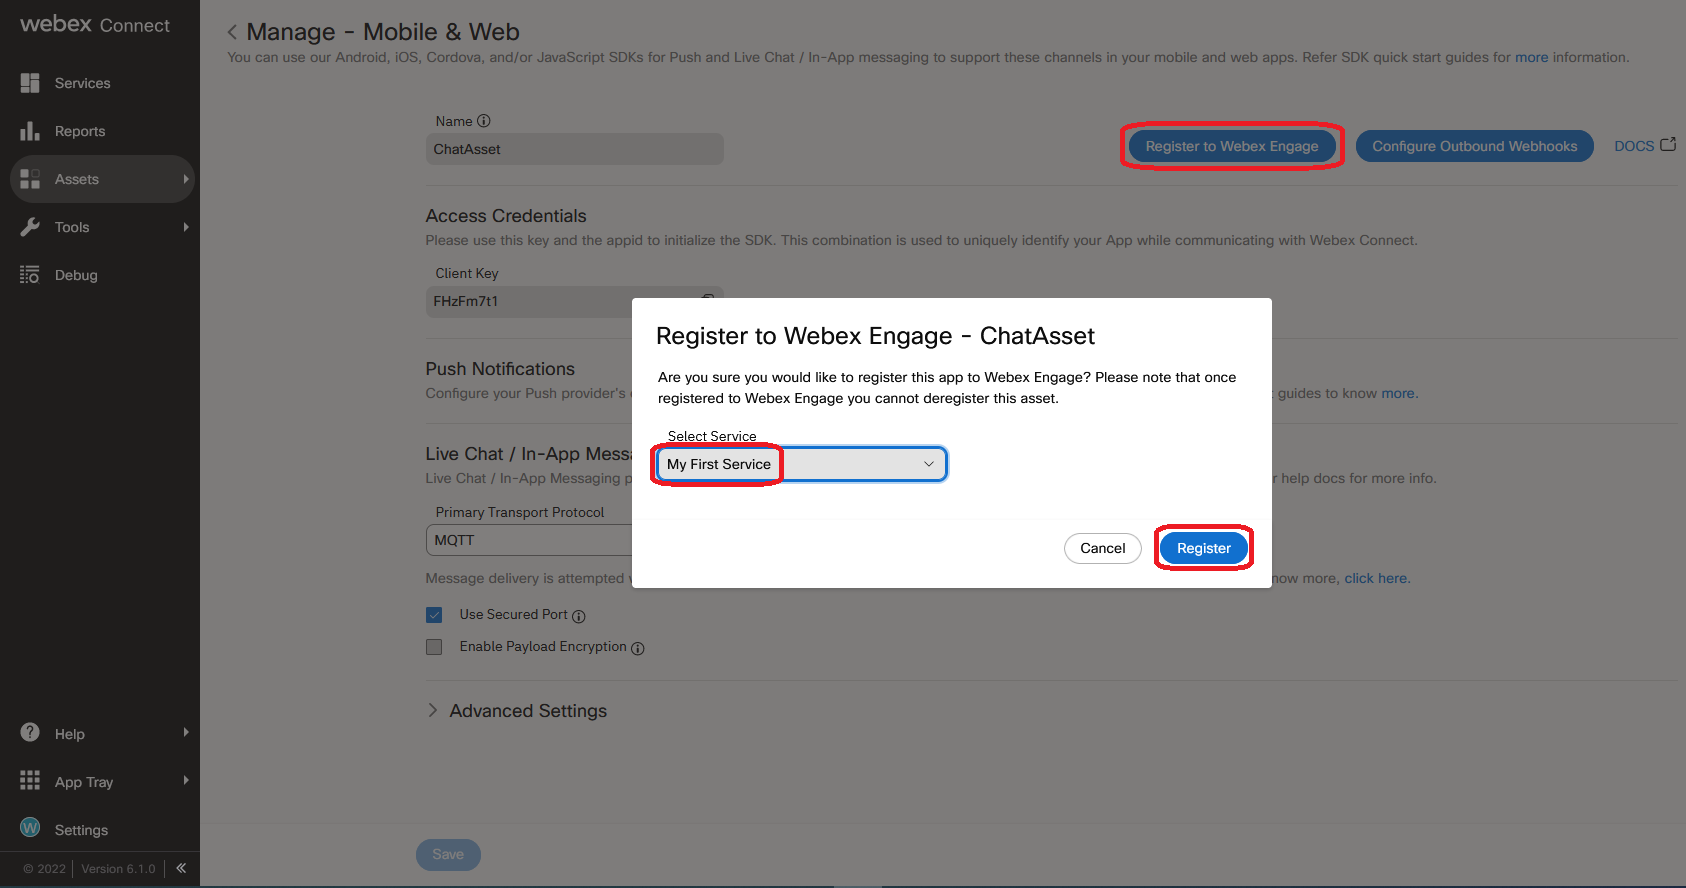 webex Connect
Services
Reports
Assets
Tools
Debug
Help
App Tray
W
Settings
© 2022 Version 6.1.0
Manage - Mobile & Web
You can use our Android, iOS, Cordova, and/or JavaScript SDKs for Push and Live Chat / In-App messaging to support these channels in your mobile and web apps. Refer SDK quick start guides for more information.
Name
ChatAsset
Register to Webex Engage
Configure Outbound Webhooks
DOCS
Access Credentials
Please use this key and the appid to initialize the SDK. This combination is used to uniquely identify your App while communicating with Webex Connect.
Client Key
FHzFm7t1
Push Notifications
Configure your Push provider's
guides to know more.
Live Chat / In-App Messa
Live Chat / In-App Messaging p
r help docs for more info.
Primary Transport Protocol
MQTT
Message delivery is attempted
now more, click here.
Use Secured Port
Enable Payload Encryption
Advanced Settings
Save
Register to Webex Engage - ChatAsset
Are you sure you would like to register this app to Webex Engage? Please note that once
registered to Webex Engage you cannot deregister this asset.
Select Service
My First Service
Cancel
Register